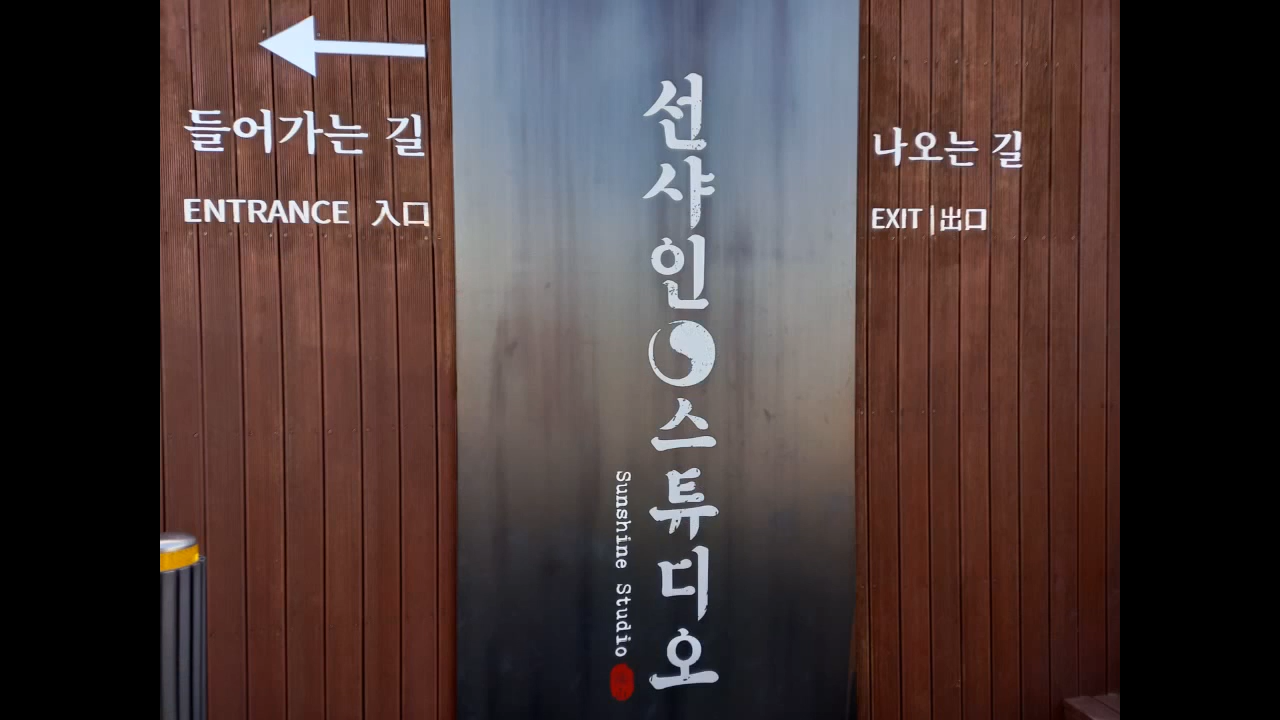 들어가는 길
ENTRANCE 入口
선샤인스튜디오
Sunshine Studio
나오는 길
EXIT | 出口